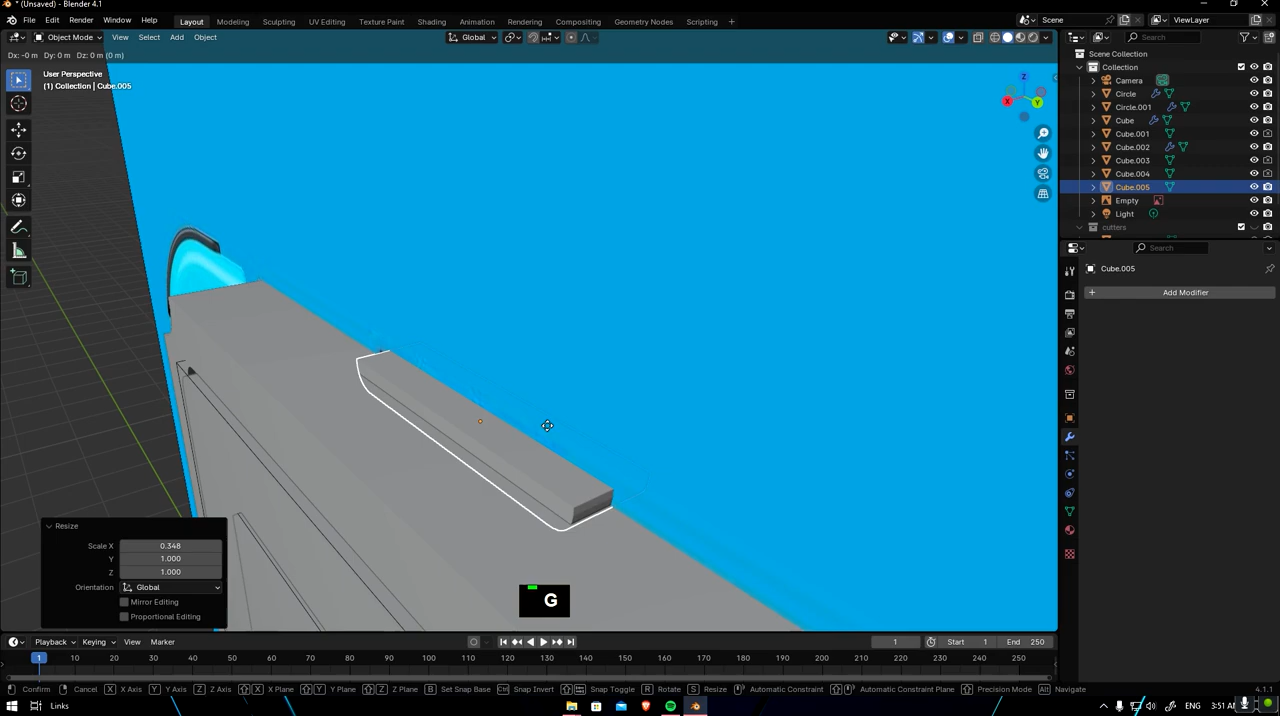 * (Unsaved) - Blender 4.1
File Edit Render Window Help Layout Modeling Sculpting UV Editing Texture Paint Shading Animation Rendering Compositing Geometry Nodes Scripting + Scene ViewLayer
Object Mode View Select Add Object Global Search
Dx: -0 m Dy: 0 m Dz: 0 m (0 m)
User Perspective
(1) Collection | Cube.005
Z
X
Y
Scene Collection
Collection
Camera
Circle
Circle.001
Cube
Cube.001
Cube.002
Cube.003
Cube.004
Cube.005
Empty
Light
cutters
Search
Cube.005
+ Add Modifier
Resize
Scale X 0.348
Y 1.000
Z 1.000
Orientation Global
Mirror Editing
Proportional Editing
G
Playback Keying View Marker 1 Start 1 End 250
1 10 20 30 40 50 60 70 80 90 100 110 120 130 140 150 160 170 180 190 200 210 220 230 240 250
Confirm Cancel X X Axis Y Y Axis Z Z Axis X X Plane Y Y Plane Z Z Plane B Set Snap Base Ctrl Snap Invert Snap Toggle R Rotate S Resize Automatic Constraint Automatic Constraint Plane Precision Mode Alt Navigate 4.1.1
Links ENG 3:51